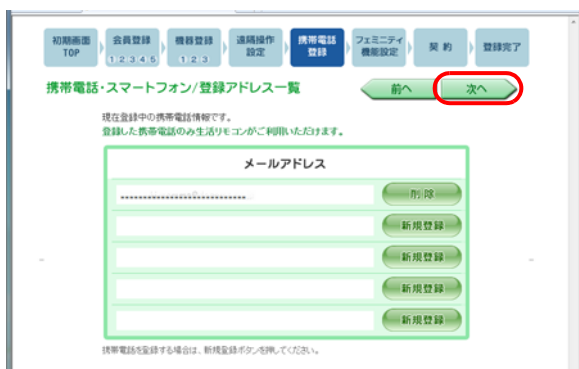 初期画面 TOP
会員登録 1 2 3 4 5
機器登録 1 2 3
遠隔操作設定
携帯電話登録
フェミニティ機能設定
契約
登録完了
携帯電話・スマートフォン/登録アドレス一覧
前へ
次へ
現在登録中の携帯電話情報です。
登録した携帯電話のみ生活リモコンがご利用いただけます。
メールアドレス
削除
新規登録
新規登録
新規登録
新規登録
携帯電話を登録する場合は、新規登録ボタンを押してください。